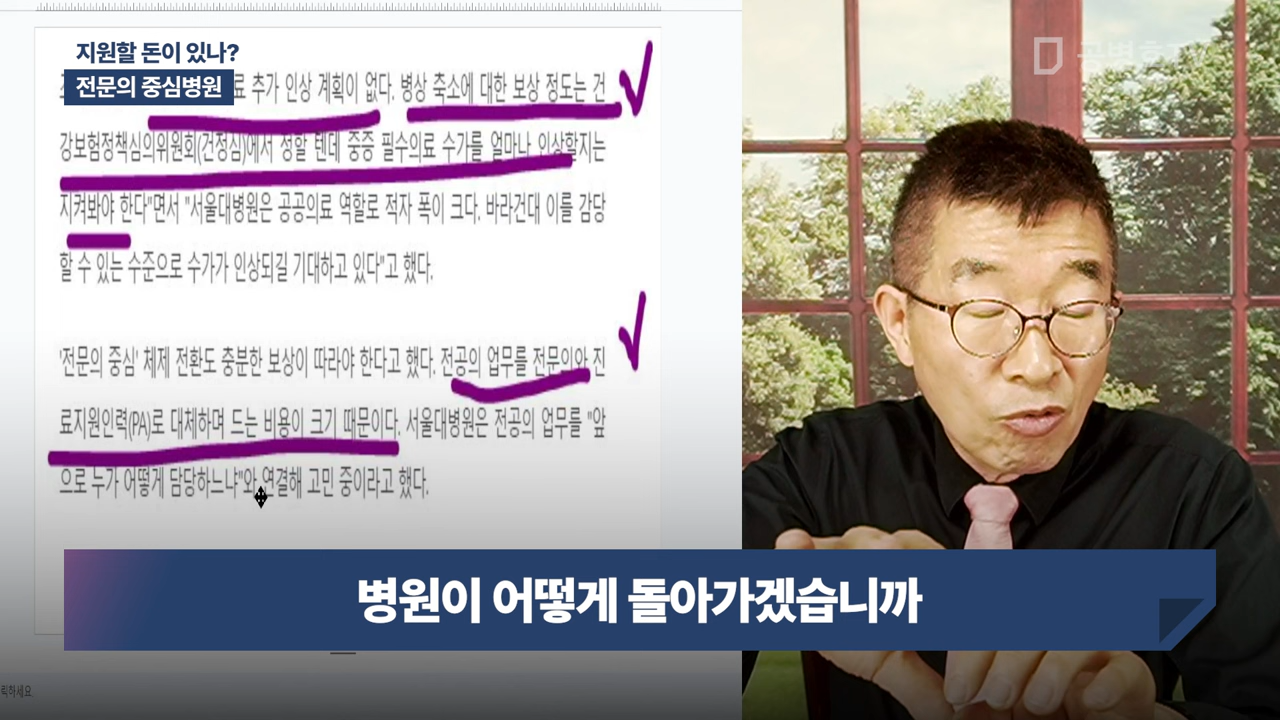 지원할 돈이 있나?
전문의 중심병원
료 추가 인상 계획이 없다. 병상 축소에 대한 보상 정도는 건
강보험정책심의위원회(건정심)에서 정할 텐데 중증 필수의료 수가를 얼마나 인상할지는
지켜봐야 한다"면서 "서울대병원은 공공의료 역할로 적자 폭이 크다. 바라건대 이를 감당
할 수 있는 수준으로 수가가 인상되길 기대하고 있다"고 했다.
'전문의 중심' 체제 전환도 충분한 보상이 따라야 한다고 했다. 전공의 업무를 전문의와 진
료지원인력(PA)로 대체하며 드는 비용이 크기 때문이다. 서울대병원은 전공의 업무를 "앞
으로 누가 어떻게 담당하느냐"와 연결해 고민 중이라고 했다.
병원이 어떻게 돌아가겠습니까
릭하세요.